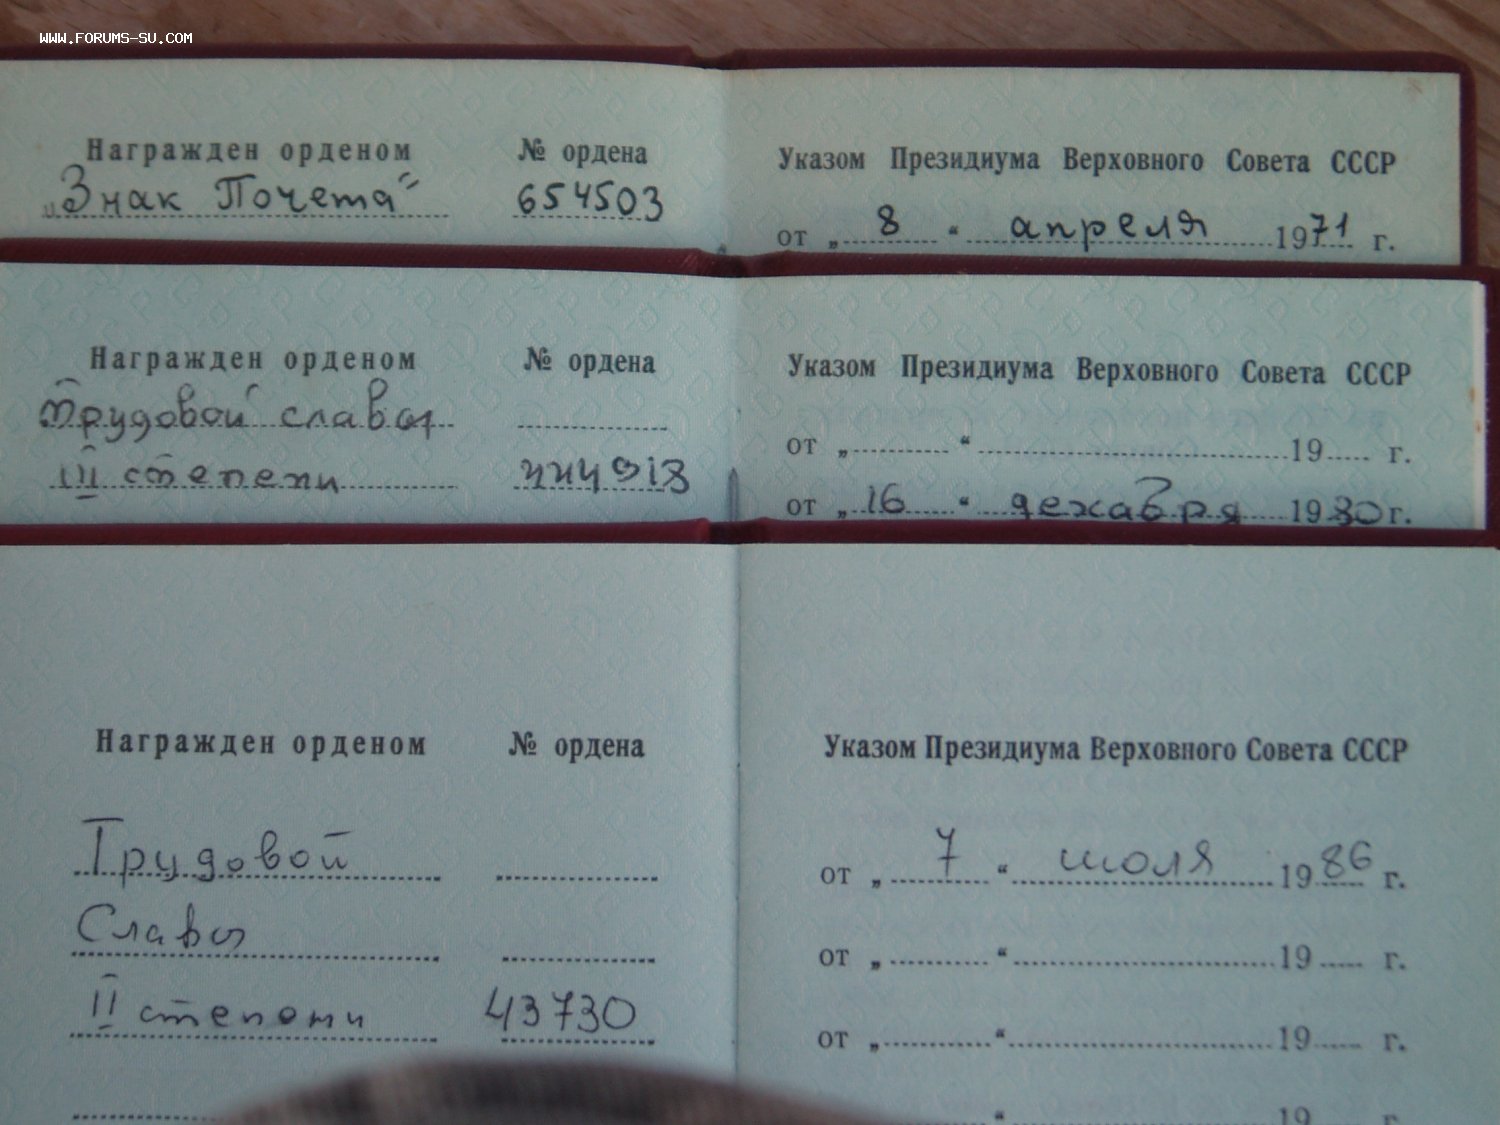 WWW.FORUMS-SU.COM
Награжден орденом № ордена Указом Президиума Верховного Совета СССР
„Знак Почета“ 654503
от „ 8 “ апреля 1971 г.
Награжден орденом № ордена Указом Президиума Верховного Совета СССР
Трудовой славы
от „ “ 19 г.
III степени
от „ 16 “ декабря 1980 г.
Награжден орденом № ордена Указом Президиума Верховного Совета СССР
Трудовой от „ 7 “ июля 1986 г.
Славы от „ “ 19 г.
II степени 43730 от „ “ 19 г.
“ 19 г.